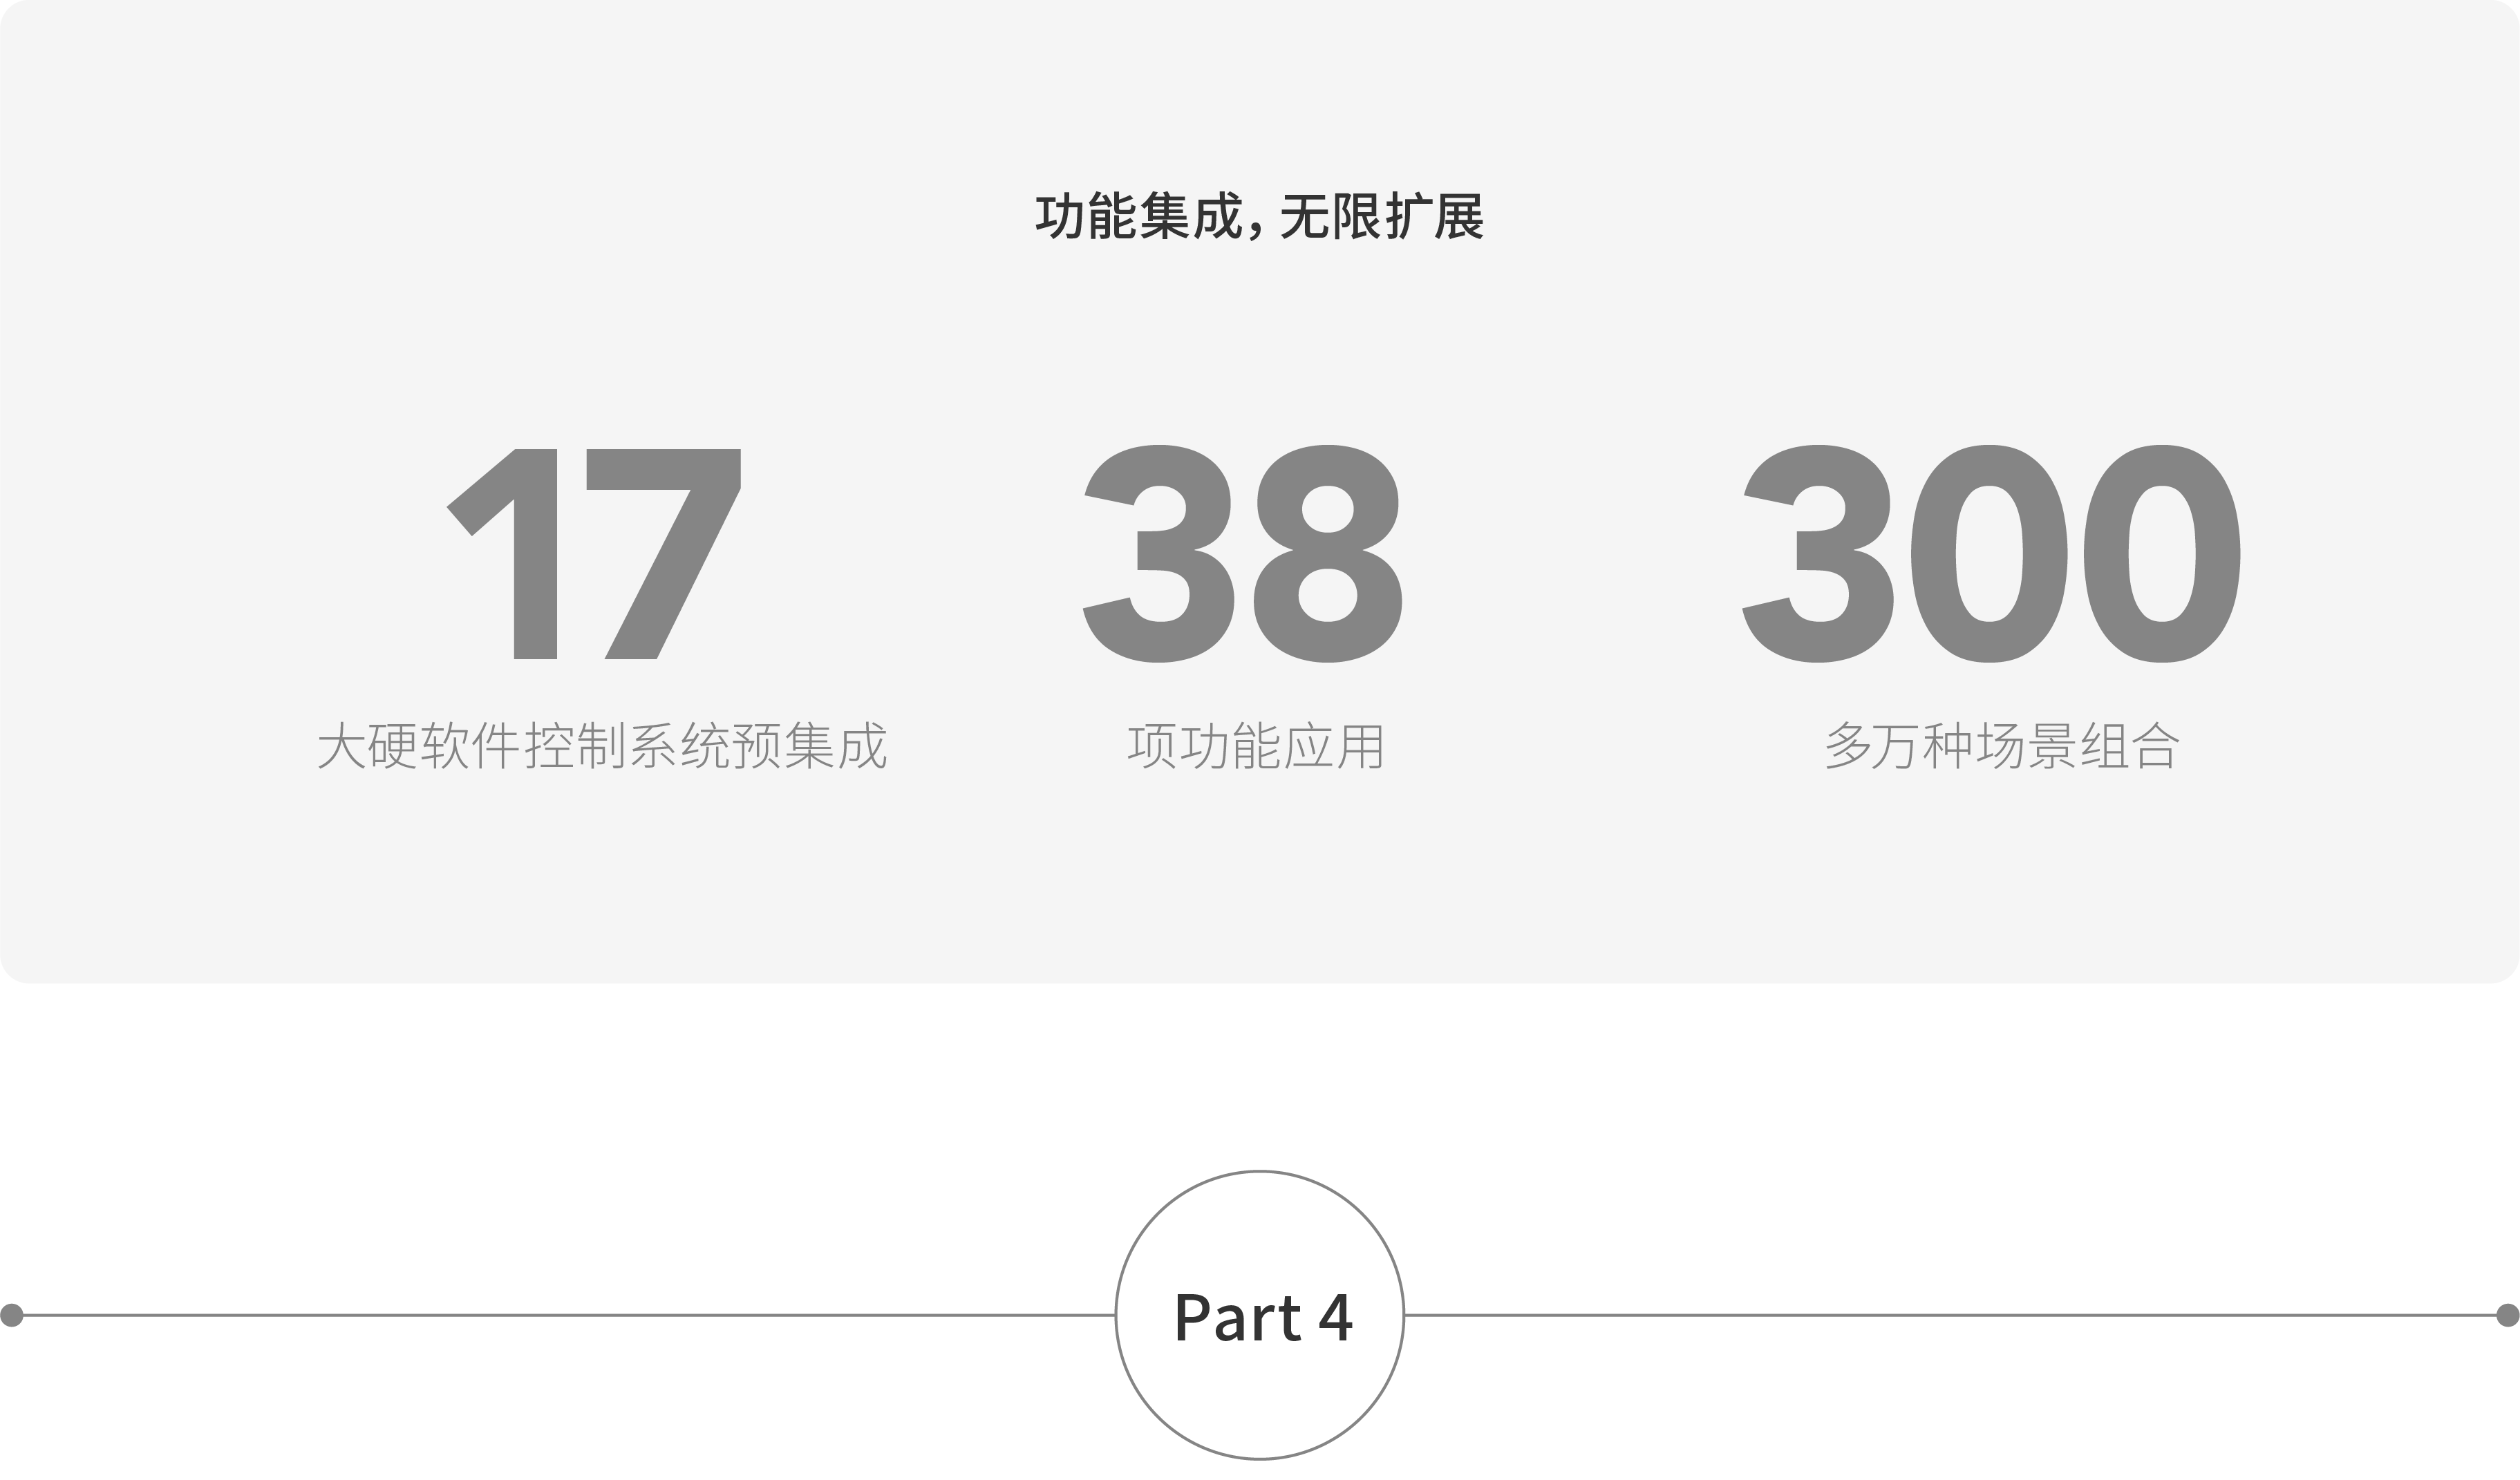 功能集成，无限扩展
17
大硬软件控制系统预集成
38
项功能应用
300
多万种场景组合
Part 4